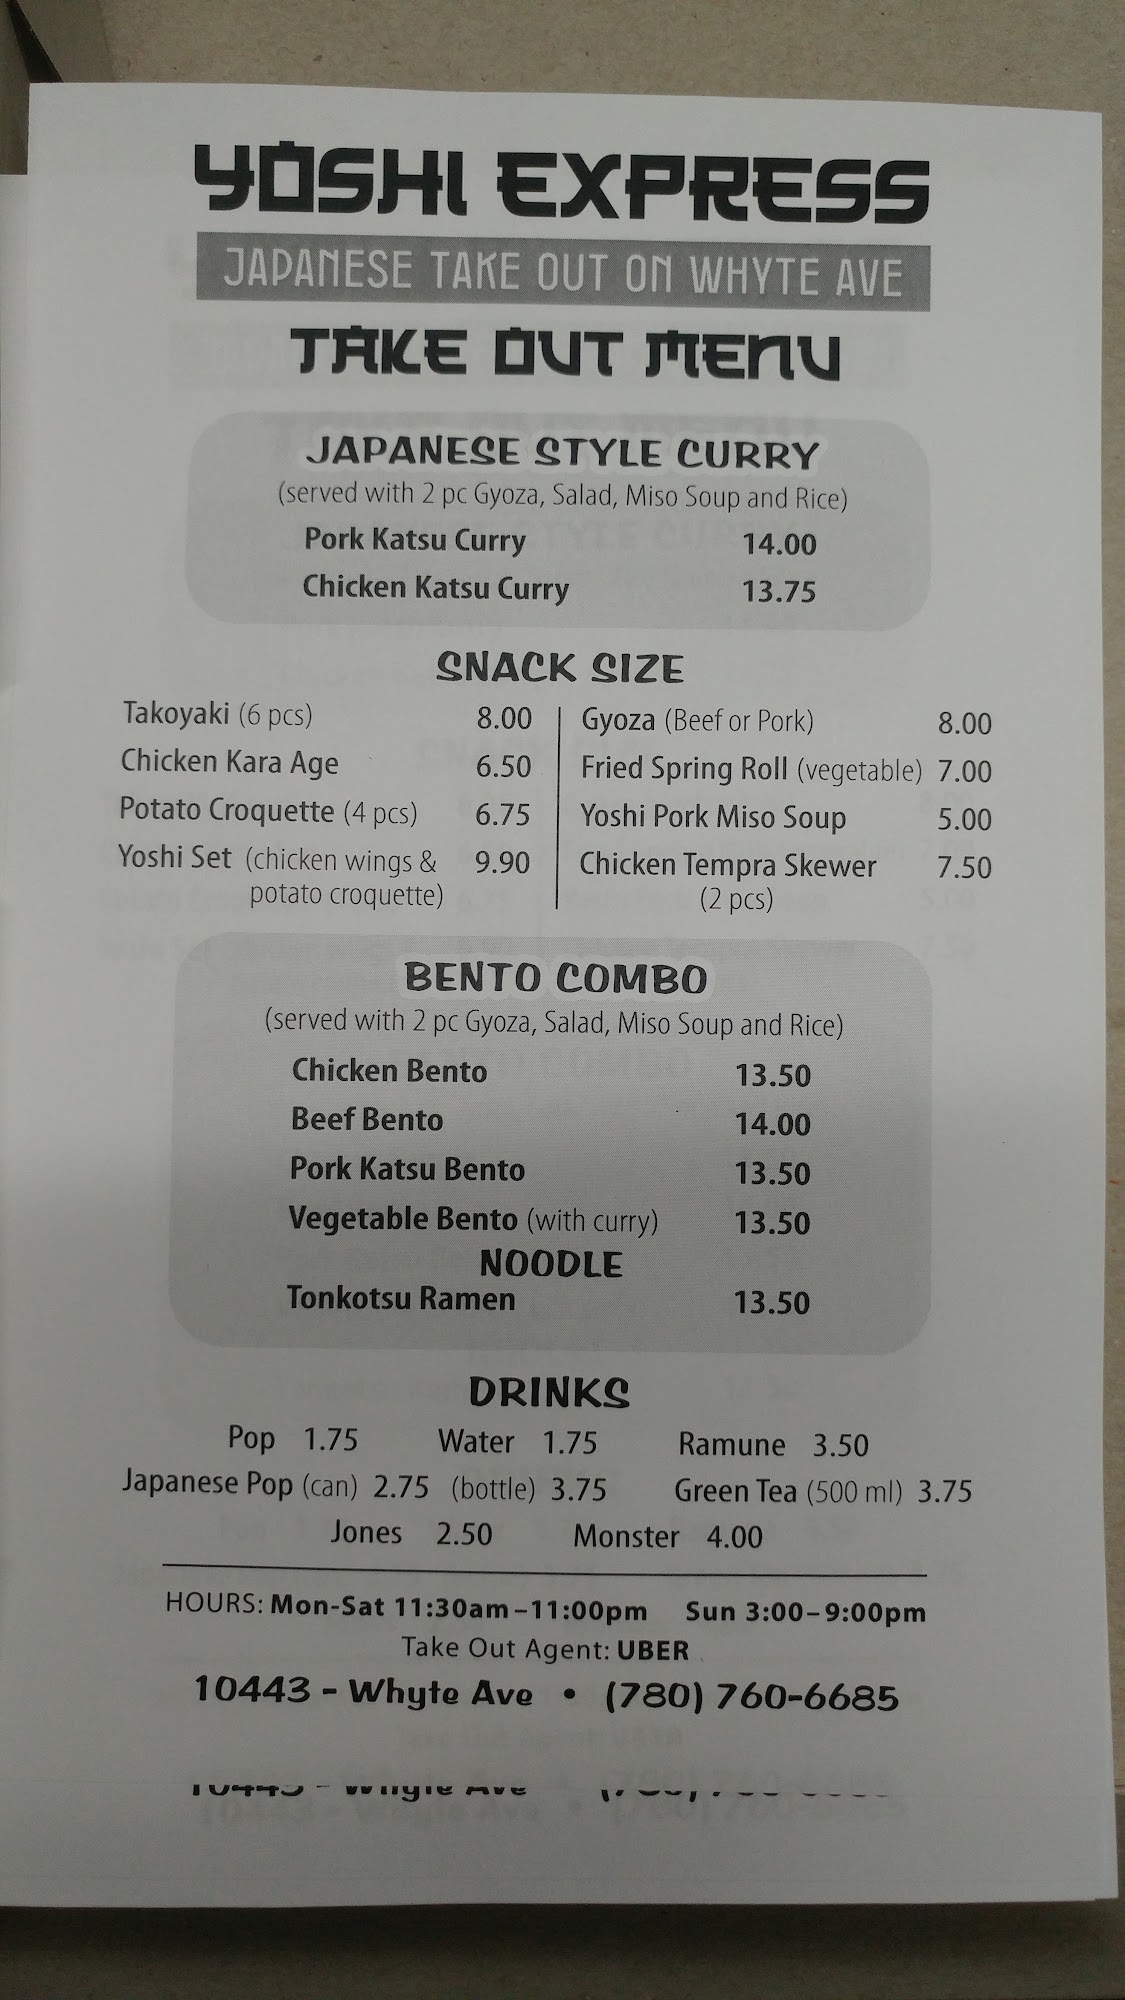 YOSHI EXPRESS
JAPANESE TAKE OUT ON WHYTE AVE
TAKE OUT MENU
JAPANESE STYLE CURRY
(served with 2 pc Gyoza, Salad, Miso Soup and Rice)
Pork Katsu Curry 14.00
Chicken Katsu Curry 13.75
SNACK SIZE
Takoyaki (6 pcs) 8.00
Chicken Kara Age 6.50
Potato Croquette (4 pcs) 6.75
Yoshi Set (chicken wings & 9.90
potato croquette)
Gyoza (Beef or Pork) 8.00
Fried Spring Roll (vegetable) 7.00
Yoshi Pork Miso Soup 5.00
Chicken Tempra Skewer 7.50
(2 pcs)
BENTO COMBO
(served with 2 pc Gyoza, Salad, Miso Soup and Rice)
Chicken Bento 13.50
Beef Bento 14.00
Pork Katsu Bento 13.50
Vegetable Bento (with curry) 13.50
NOODLE
Tonkotsu Ramen 13.50
DRINKS
Pop 1.75 Water 1.75 Ramune 3.50
Japanese Pop (can) 2.75 (bottle) 3.75 Green Tea (500 ml) 3.75
Jones 2.50 Monster 4.00
HOURS: Mon-Sat 11:30am-11:00pm Sun 3:00-9:00pm
Take Out Agent: UBER
10443 - Whyte Ave • (780) 760-6685